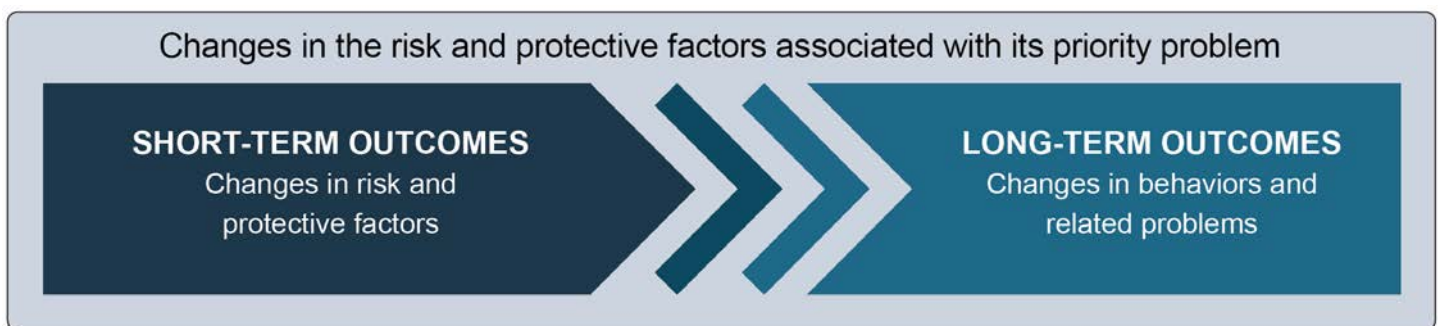 Changes in the risk and protective factors associated with its priority problem
SHORT-TERM OUTCOMES
Changes in risk and
protective factors
LONG-TERM OUTCOMES
Changes in behaviors and
related problems